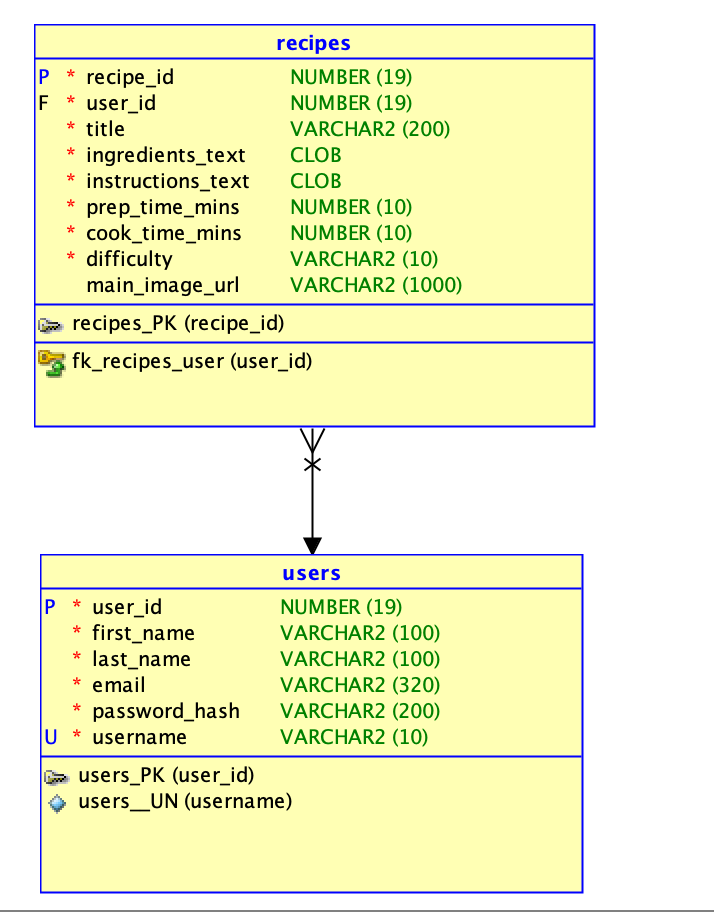 recipes
P * recipe_id NUMBER (19)
F * user_id NUMBER (19)
* title VARCHAR2 (200)
* ingredients_text CLOB
* instructions_text CLOB
* prep_time_mins NUMBER (10)
* cook_time_mins NUMBER (10)
* difficulty VARCHAR2 (10)
main_image_url VARCHAR2 (1000)
recipes_PK (recipe_id)
fk_recipes_user (user_id)
users
P * user_id NUMBER (19)
* first_name VARCHAR2 (100)
* last_name VARCHAR2 (100)
* email VARCHAR2 (320)
* password_hash VARCHAR2 (200)
U * username VARCHAR2 (10)
users_PK (user_id)
users__UN (username)